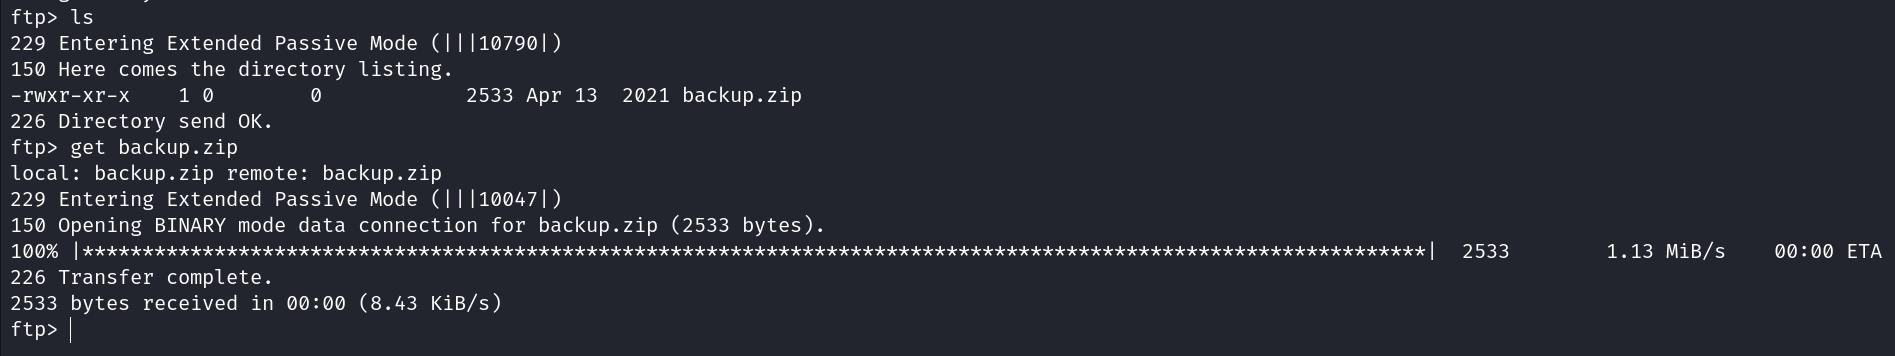 ftp> ls
229 Entering Extended Passive Mode (|||10790|)
150 Here comes the directory listing.
-rwxr-xr-x    1 0        0            2533 Apr 13  2021 backup.zip
226 Directory send OK.
ftp> get backup.zip
local: backup.zip remote: backup.zip
229 Entering Extended Passive Mode (|||10047|)
150 Opening BINARY mode data connection for backup.zip (2533 bytes).
100% |****************************************************************************************************************|  2533        1.13 MiB/s    00:00 ETA
226 Transfer complete.
2533 bytes received in 00:00 (8.43 KiB/s)
ftp>